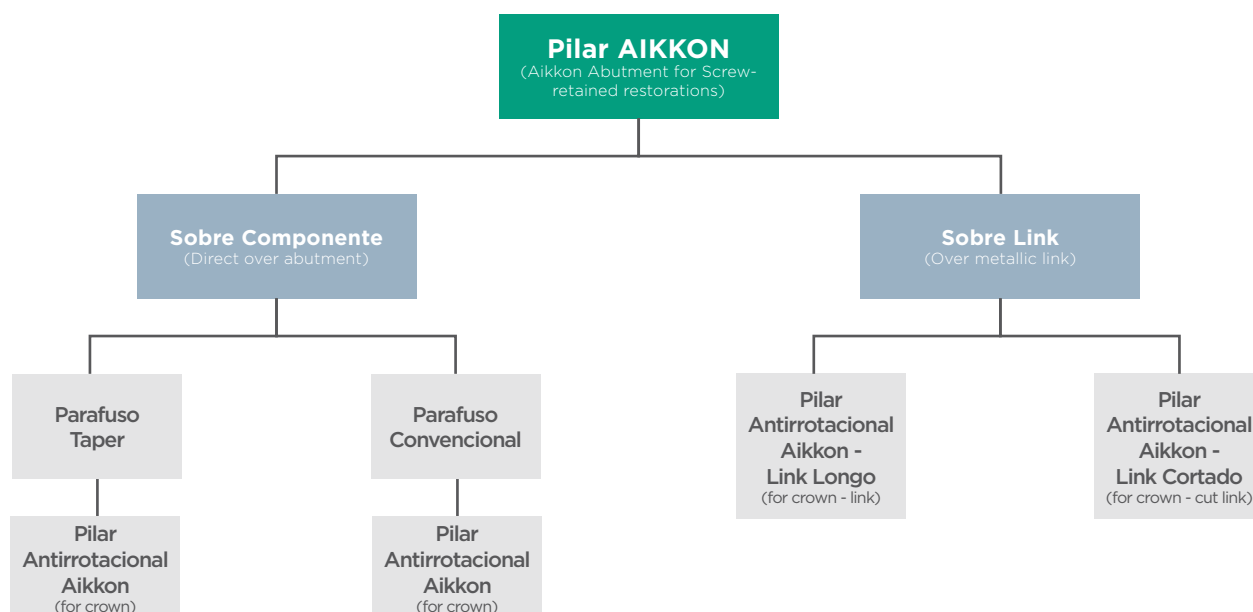 Pilar AIKKON
(Aikkon Abutment for Screw-
retained restorations)
Sobre Componente
(Direct over abutment)
Sobre Link
(Over metallic link)
Parafuso
Taper
Parafuso
Convencional
Pilar
Antirrotacional
Aikkon -
Link Longo
(for crown - link)
Pilar
Antirrotacional
Aikkon -
Link Cortado
(for crown - cut link)
Pilar
Antirrotacional
Aikkon
(for crown)
Pilar
Antirrotacional
Aikkon
(for crown)